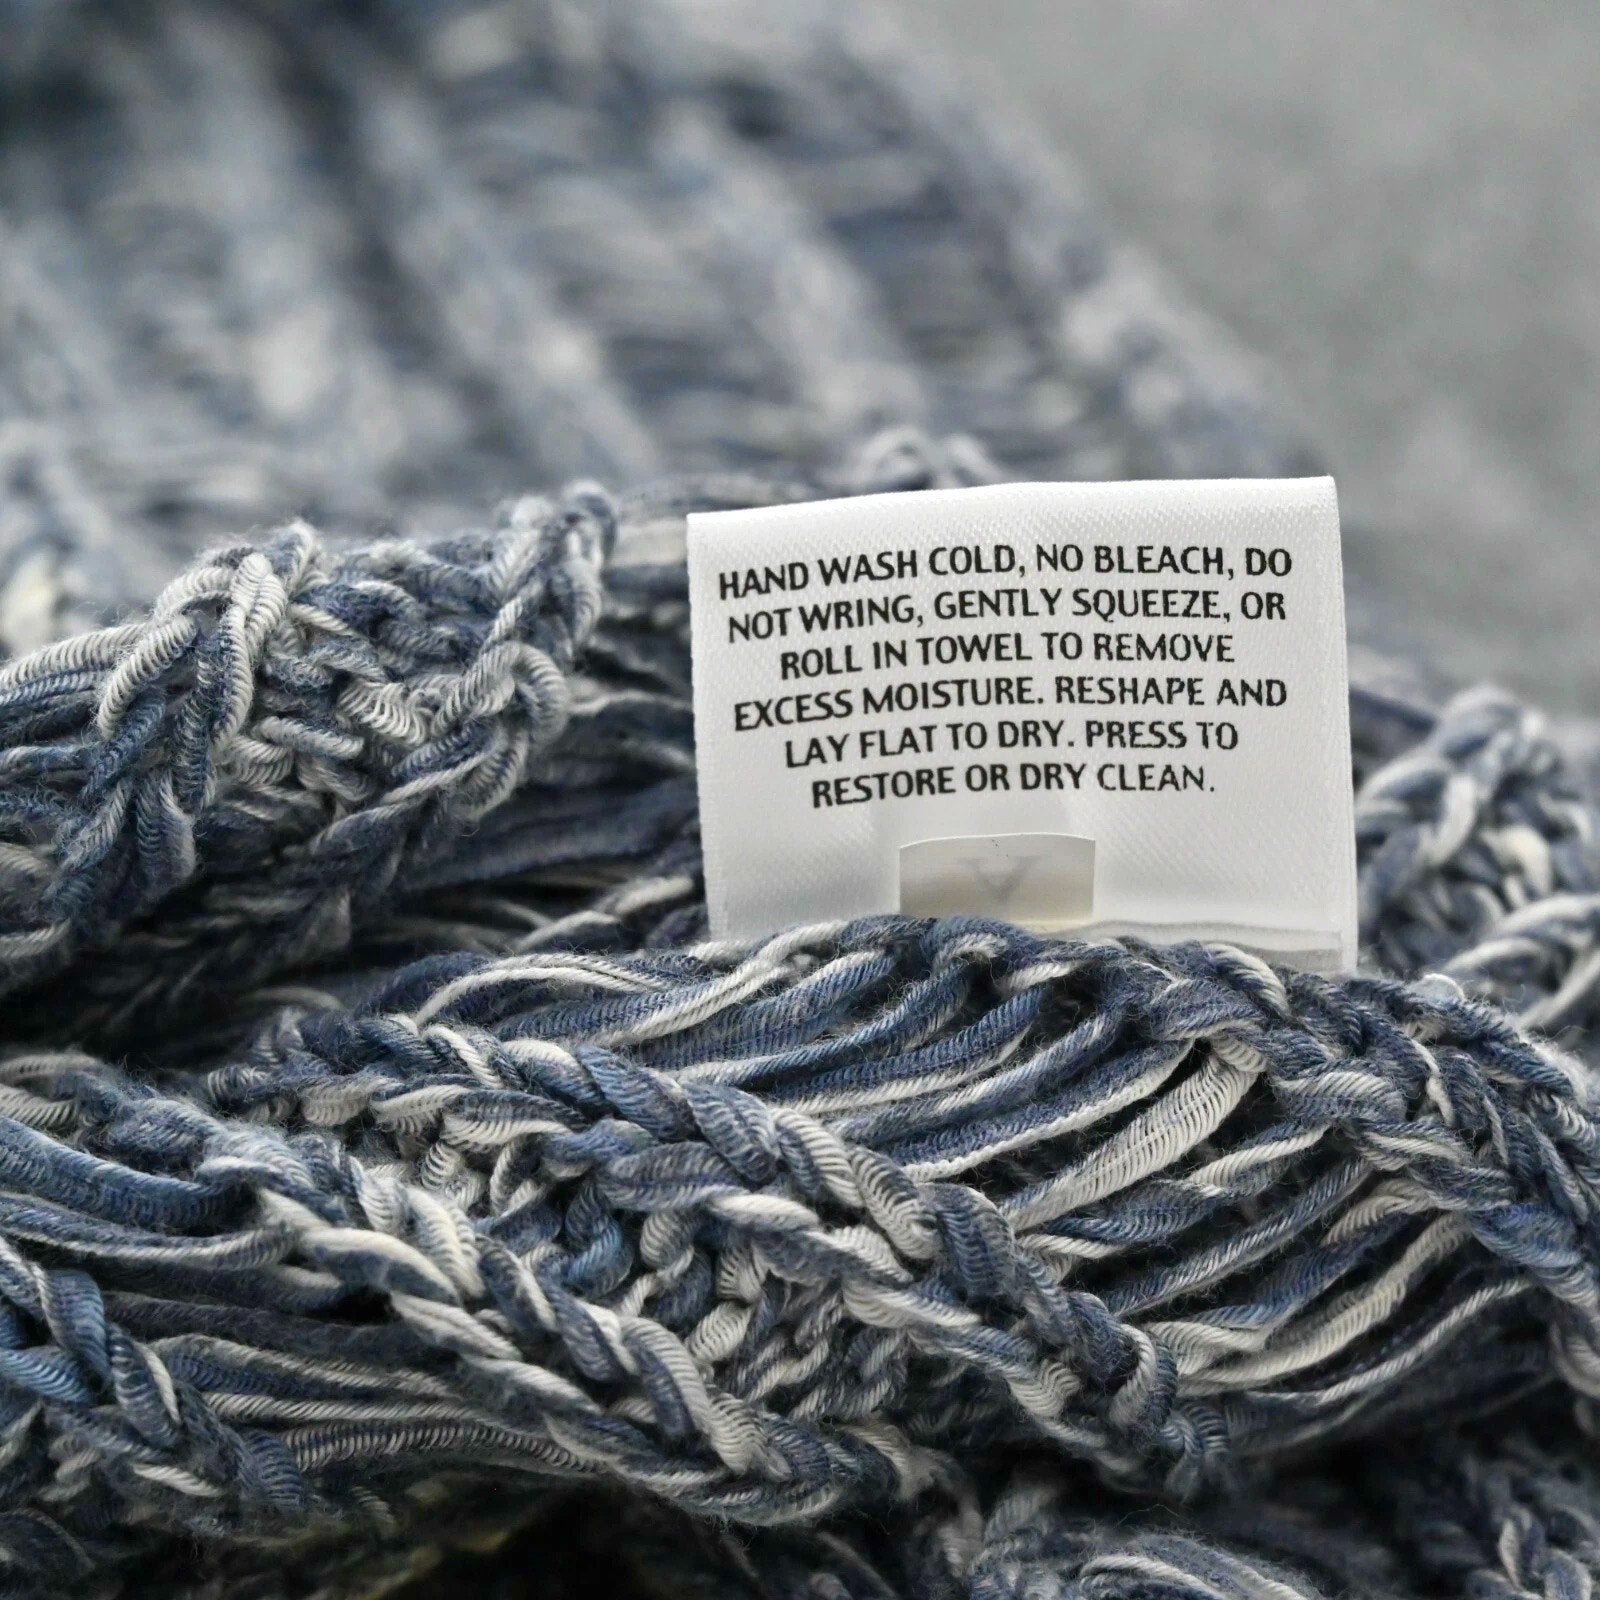 HAND WASH COLD, NO BLEACH, DO
NOT WRING, GENTLY SQUEEZE, OR
ROLL IN TOWEL TO REMOVE
EXCESS MOISTURE. RESHAPE AND
LAY FLAT TO DRY. PRESS TO
RESTORE OR DRY CLEAN.